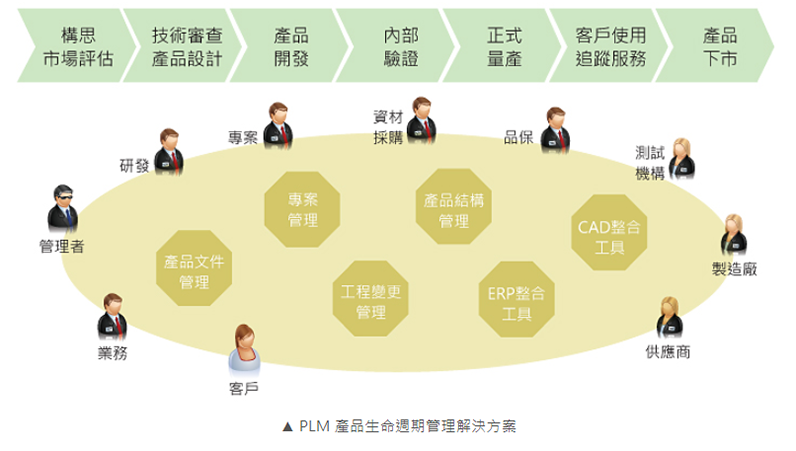 構思
市場評估
技術審查
產品設計
產品
開發
內部
驗證
正式
量產
客戶使用
追蹤服務
產品
下市
管理者
研發
專案
資材
採購
品保
測試
機構
製造廠
供應商
客戶
業務
專案
管理
產品結構
管理
CAD整合
工具
產品文件
管理
工程變更
管理
ERP整合
工具
▲ PLM 產品生命週期管理解決方案